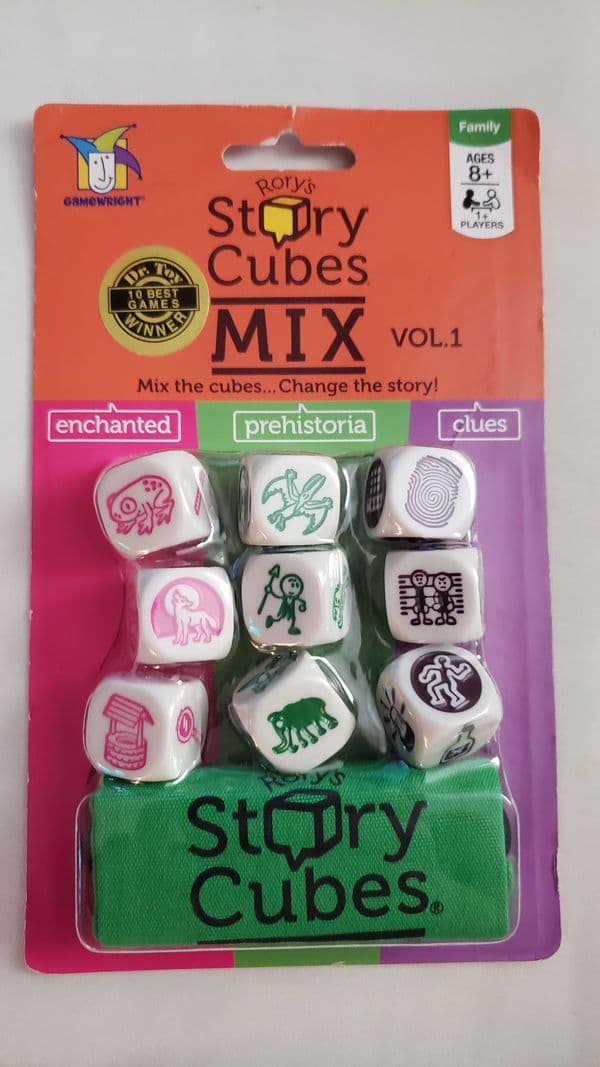 GAMEWRIGHT
Family
AGES
8+
1+
PLAYERS
Rory's
Story
Cubes
MIX
VOL.1
Dr. Toy
10 BEST
GAMES
WINNER
Mix the cubes...Change the story!
enchanted
prehistoria
clues
Rory's
Story
Cubes®